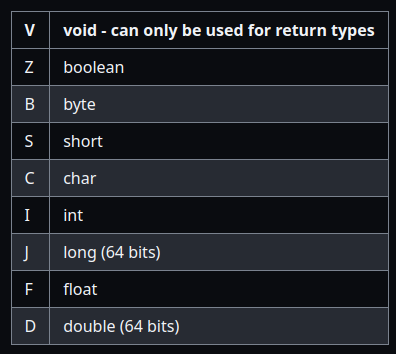 V void - can only be used for return types
Z boolean
B byte
S short
C char
I int
J long (64 bits)
F float
D double (64 bits)